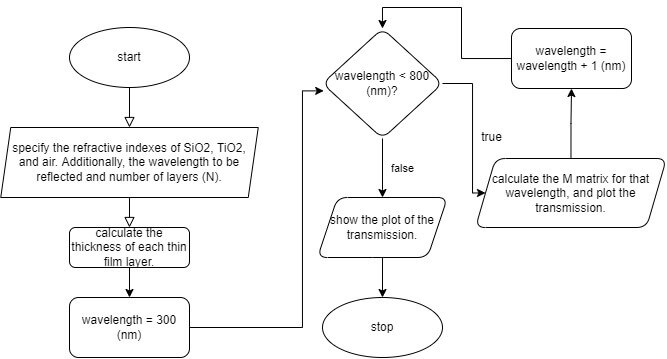 start
specify the refractive indexes of SiO2, TiO2,
and air. Additionally, the wavelength to be
reflected and number of layers (N).
calculate the
thickness of each thin
film layer.
wavelength = 300
(nm)
wavelength < 800
(nm)?
true
false
calculate the M matrix for that
wavelength, and plot the
transmission.
wavelength =
wavelength + 1 (nm)
show the plot of the
transmission.
stop